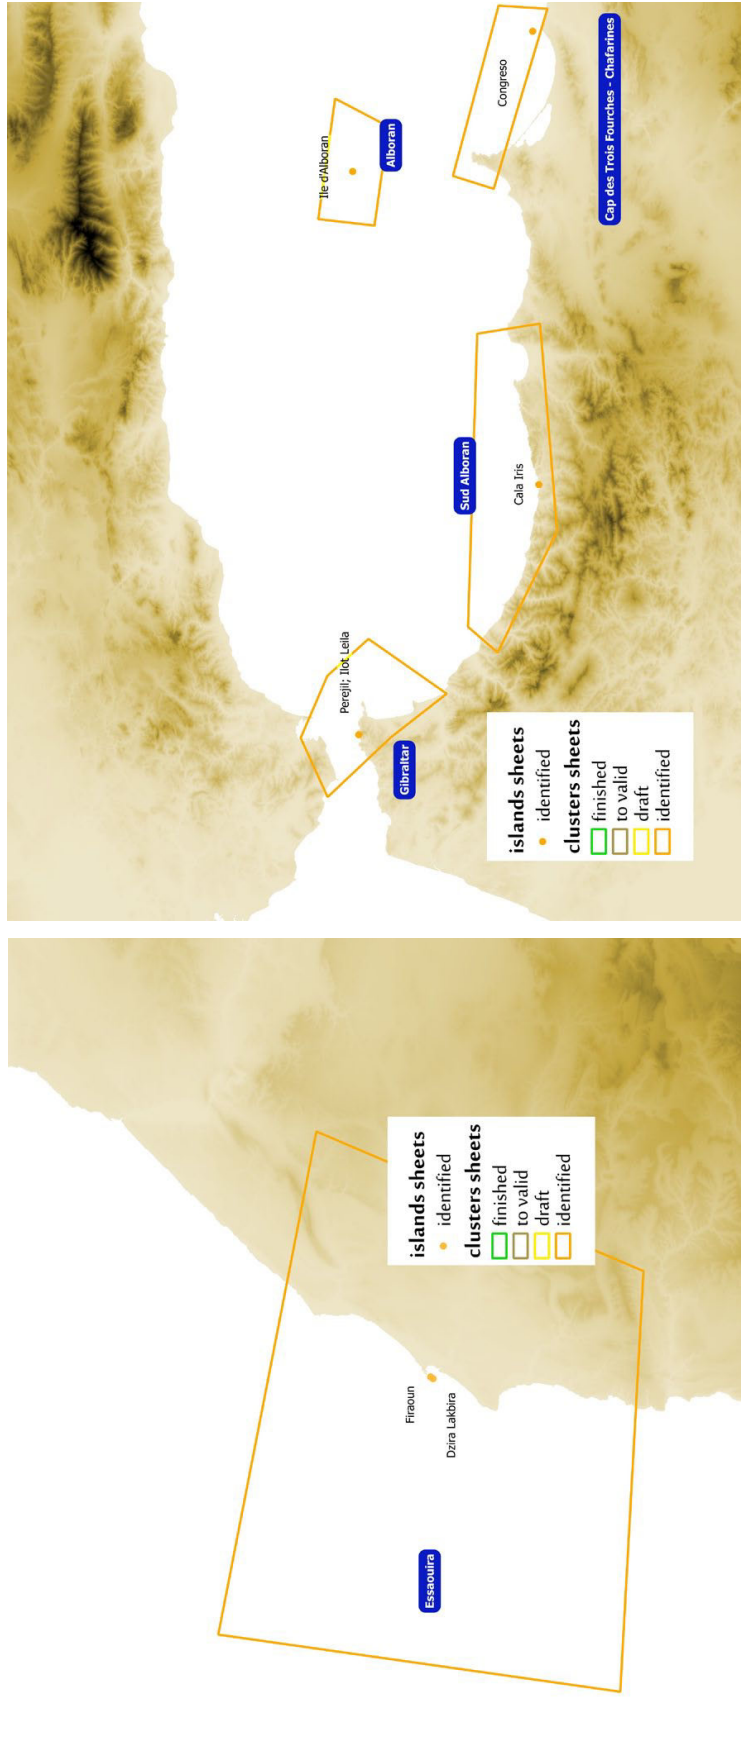 Ile d'Alboran
Alboran
Congreso
Cap des Trois Fourches - Chafarines
Sud Alboran
Cala Iris
Perejil; Ilot Leila
Gibraltar
islands sheets
identified
clusters sheets
finished
to valid
draft
identified
Firaoun
Dzira Lakbira
Essaouira
islands sheets
identified
clusters sheets
finished
to valid
draft
identified